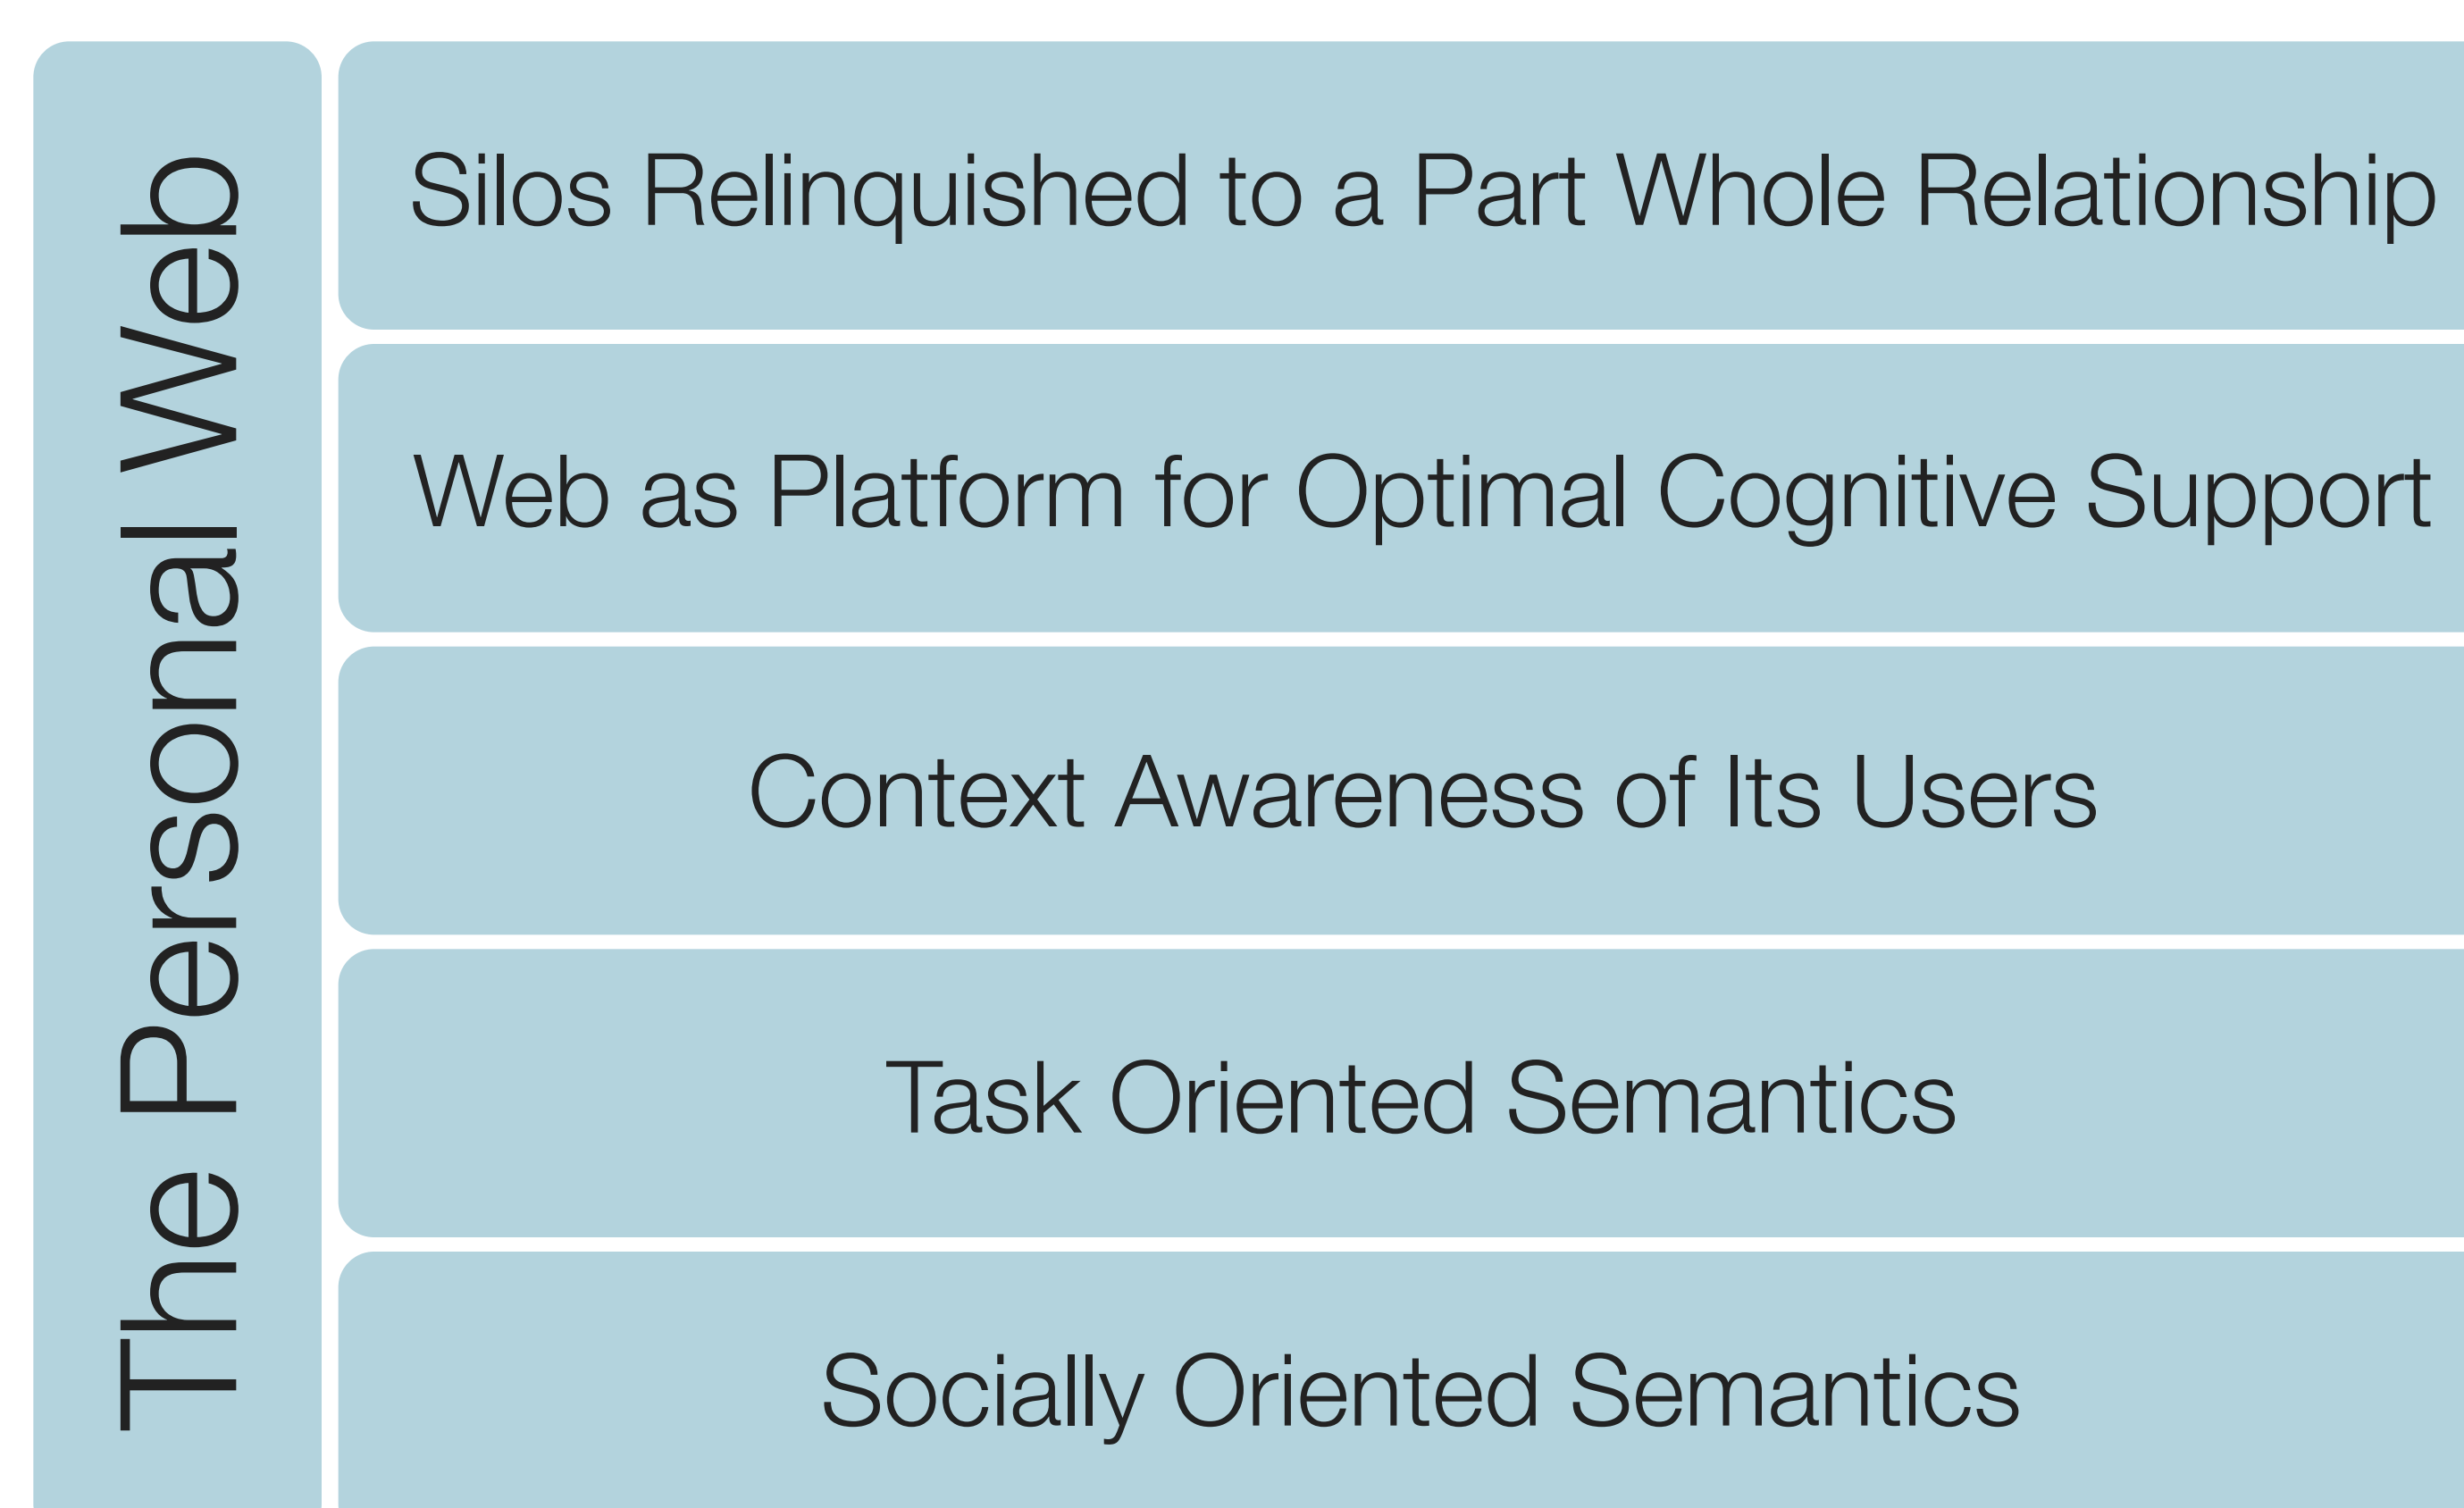 The Personal Web
Silos Relinquished to a Part Whole Relationship
Web as Platform for Optimal Cognitive Support
Context Awareness of Its Users
Task Oriented Semantics
Socially Oriented Semantics